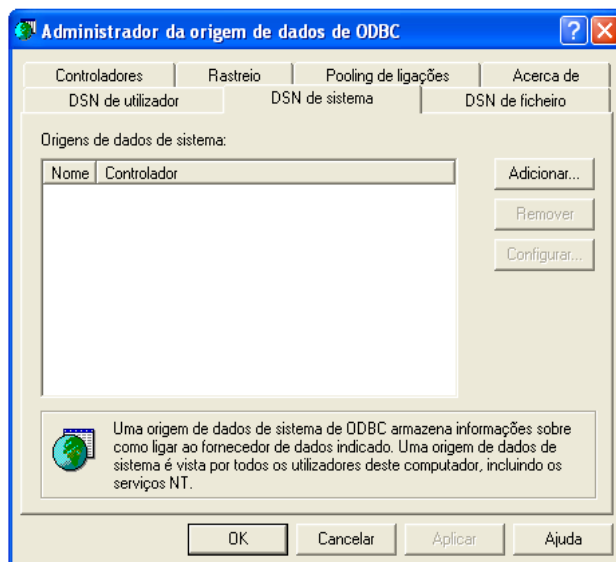 Administrador da origem de dados de ODBC
Controladores Rastreio Pooling de ligações Acerca de
DSN de utilizador DSN de sistema DSN de ficheiro
Origens de dados de sistema:
Nome Controlador
Adicionar...
Remover
Configurar...
Uma origem de dados de sistema de ODBC armazena informações sobre
como ligar ao fornecedor de dados indicado. Uma origem de dados de
sistema é vista por todos os utilizadores deste computador, incluindo os
serviços NT.
OK Cancelar Aplicar Ajuda